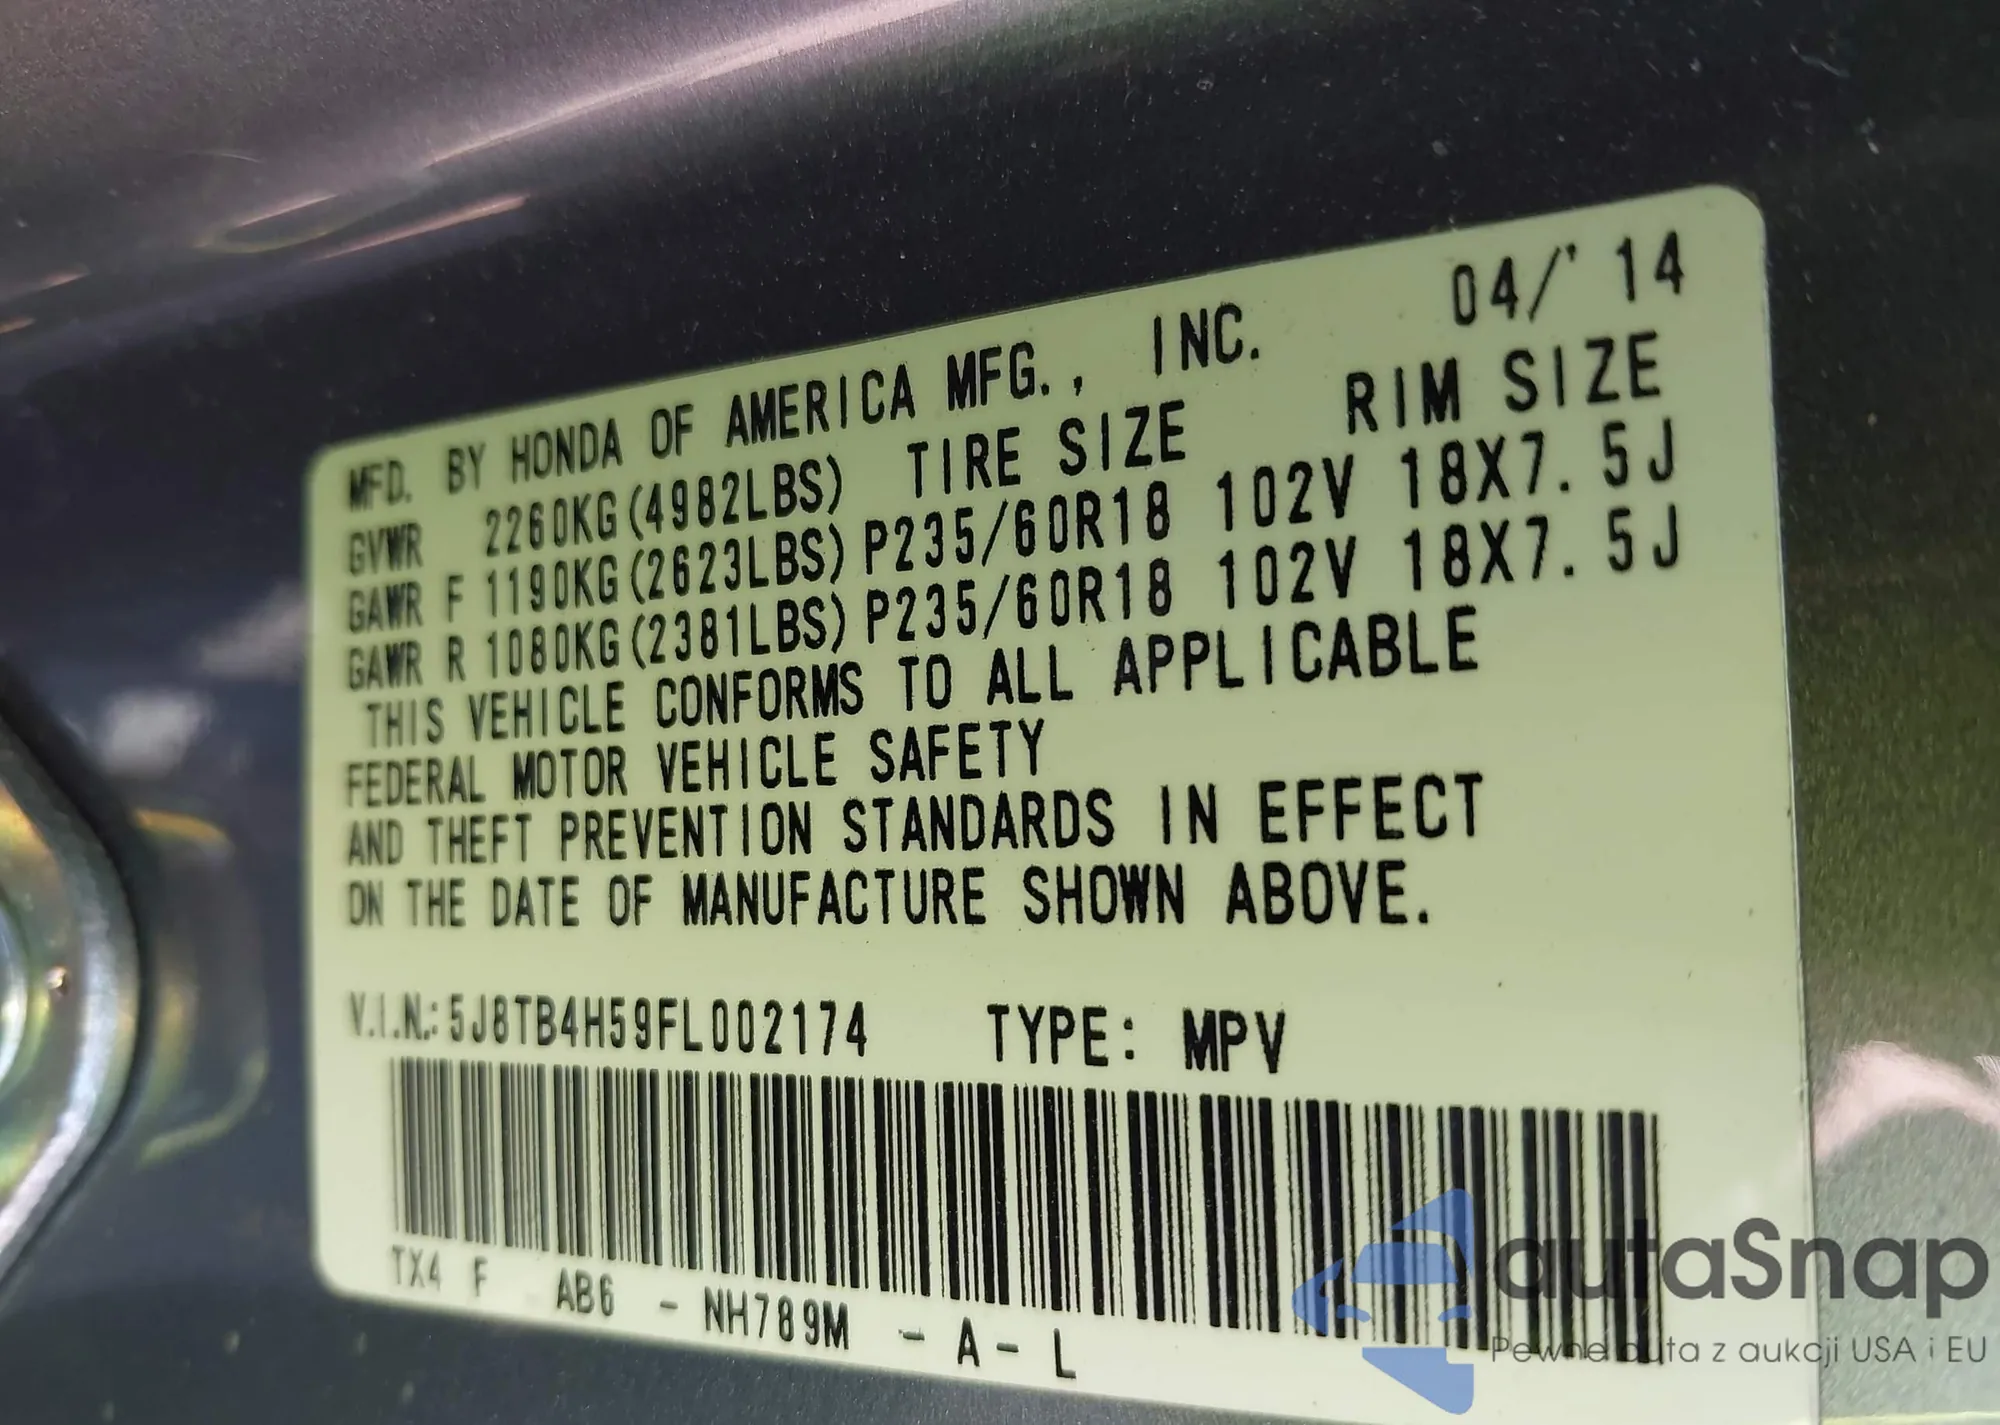 MFD. BY HONDA OF AMERICA MFG., INC. 04/'14
GVWR 2260KG(4982LBS) TIRE SIZE RIM SIZE
GAWR F 1190KG(2623LBS) P235/60R18 102V 18X7.5J
GAWR R 1080KG(2381LBS) P235/60R18 102V 18X7.5J
THIS VEHICLE CONFORMS TO ALL APPLICABLE
FEDERAL MOTOR VEHICLE SAFETY
AND THEFT PREVENTION STANDARDS IN EFFECT
ON THE DATE OF MANUFACTURE SHOWN ABOVE.
V.I.N.: 5J8TB4H59FL002174 TYPE: MPV
TX4 F AB6 - NH789M - A - L
autaSnap
Pewne auta z aukcji USA i EU